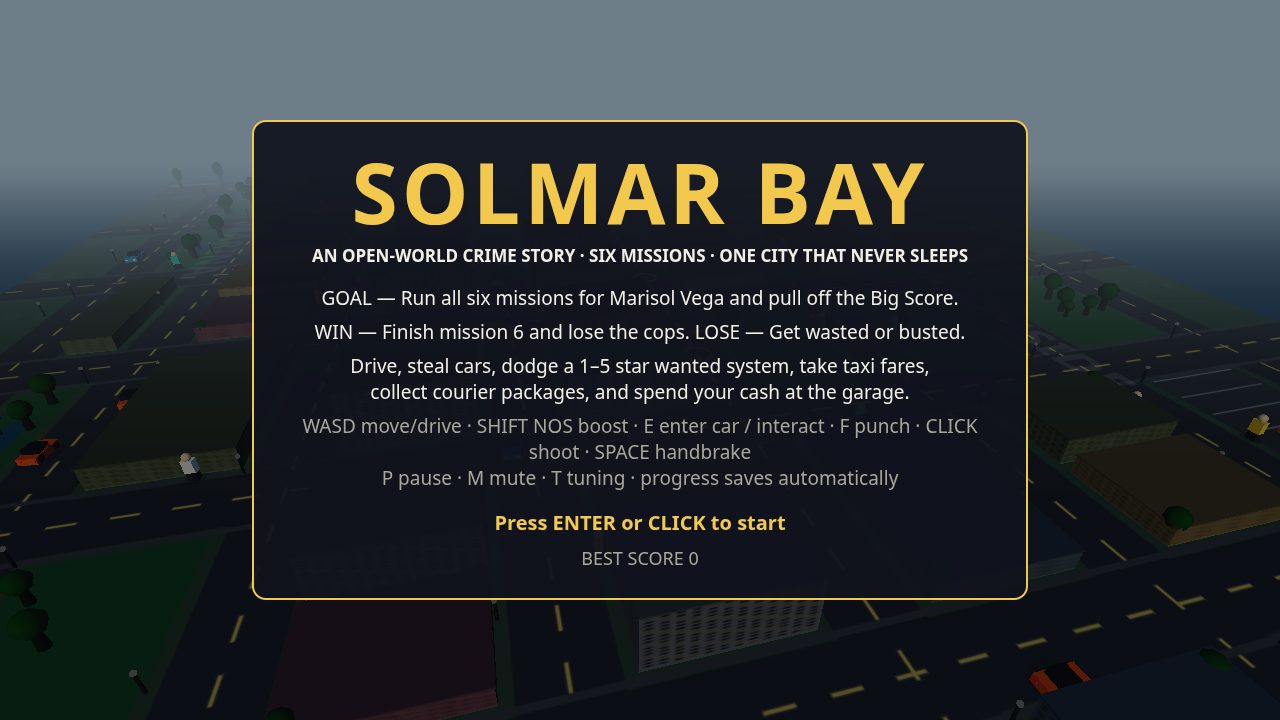 SOLMAR BAY
AN OPEN-WORLD CRIME STORY · SIX MISSIONS · ONE CITY THAT NEVER SLEEPS
GOAL — Run all six missions for Marisol Vega and pull off the Big Score.
WIN — Finish mission 6 and lose the cops. LOSE — Get wasted or busted.
Drive, steal cars, dodge a 1–5 star wanted system, take taxi fares,
collect courier packages, and spend your cash at the garage.
WASD move/drive · SHIFT NOS boost · E enter car / interact · F punch · CLICK
shoot · SPACE handbrake
P pause · M mute · T tuning · progress saves automatically
Press ENTER or CLICK to start
BEST SCORE 0